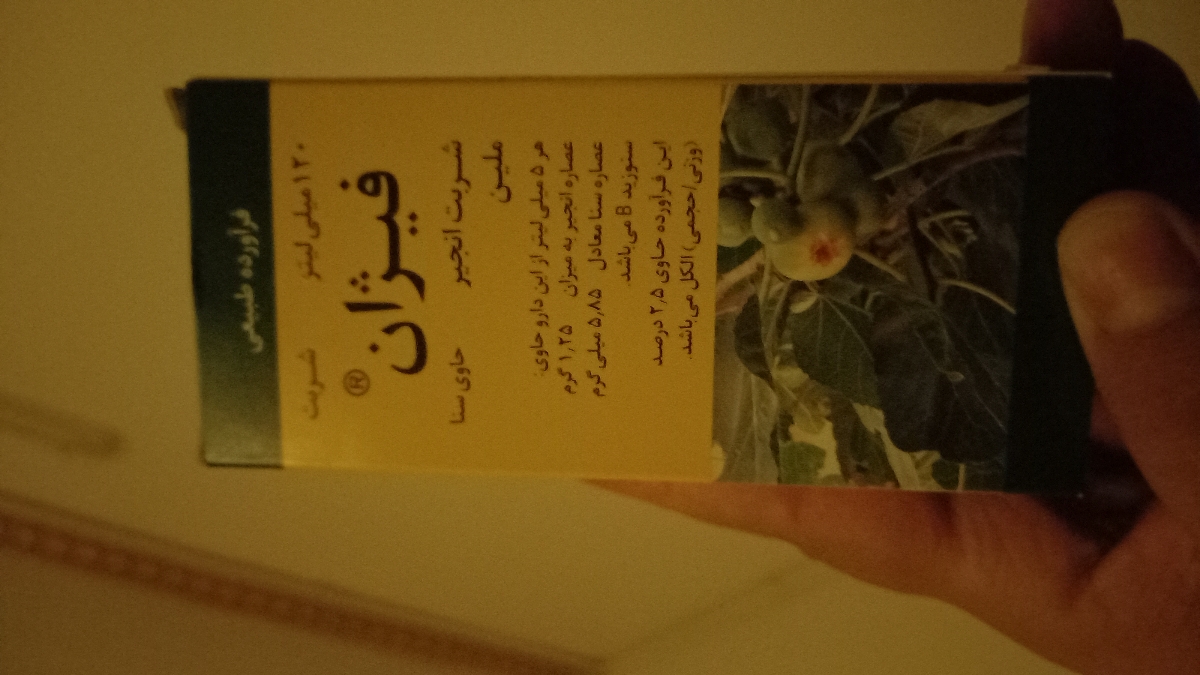 فرآورده طبیعی
۱۲۰ میلی لیتر شربت
فیـژان®
شربت انجیر حاوی سنا
ملین
هر ۵ میلی لیتر از این دارو حاوی:
عصاره انجیر به میزان ۱٫۲۵ گرم
عصاره سنا معادل ۵٫۸۵ میلی گرم
سنوزید B می‌باشد.
این فرآورده حاوی ۲٫۵ درصد
(وزنی/حجمی) الکل می‌باشد.